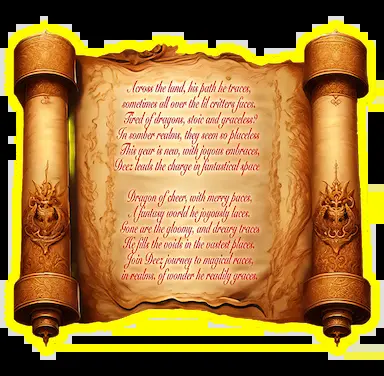 Across the land, his path he traces,
sometimes all over the lil critters faces.
Tired of dragons, stoic and graceless?
In somber realms, they seem so placeless
This year is new, with joyous embraces,
Deez leads the charge in fantastical space

Dragon of cheer, with merry paces,
A fantasy world he joyously laces.
Gone are the gloomy, and dreary traces
He fills the voids in the vastest places.
Join Deez journey to magical races,
in realms, of wonder he readily graces.